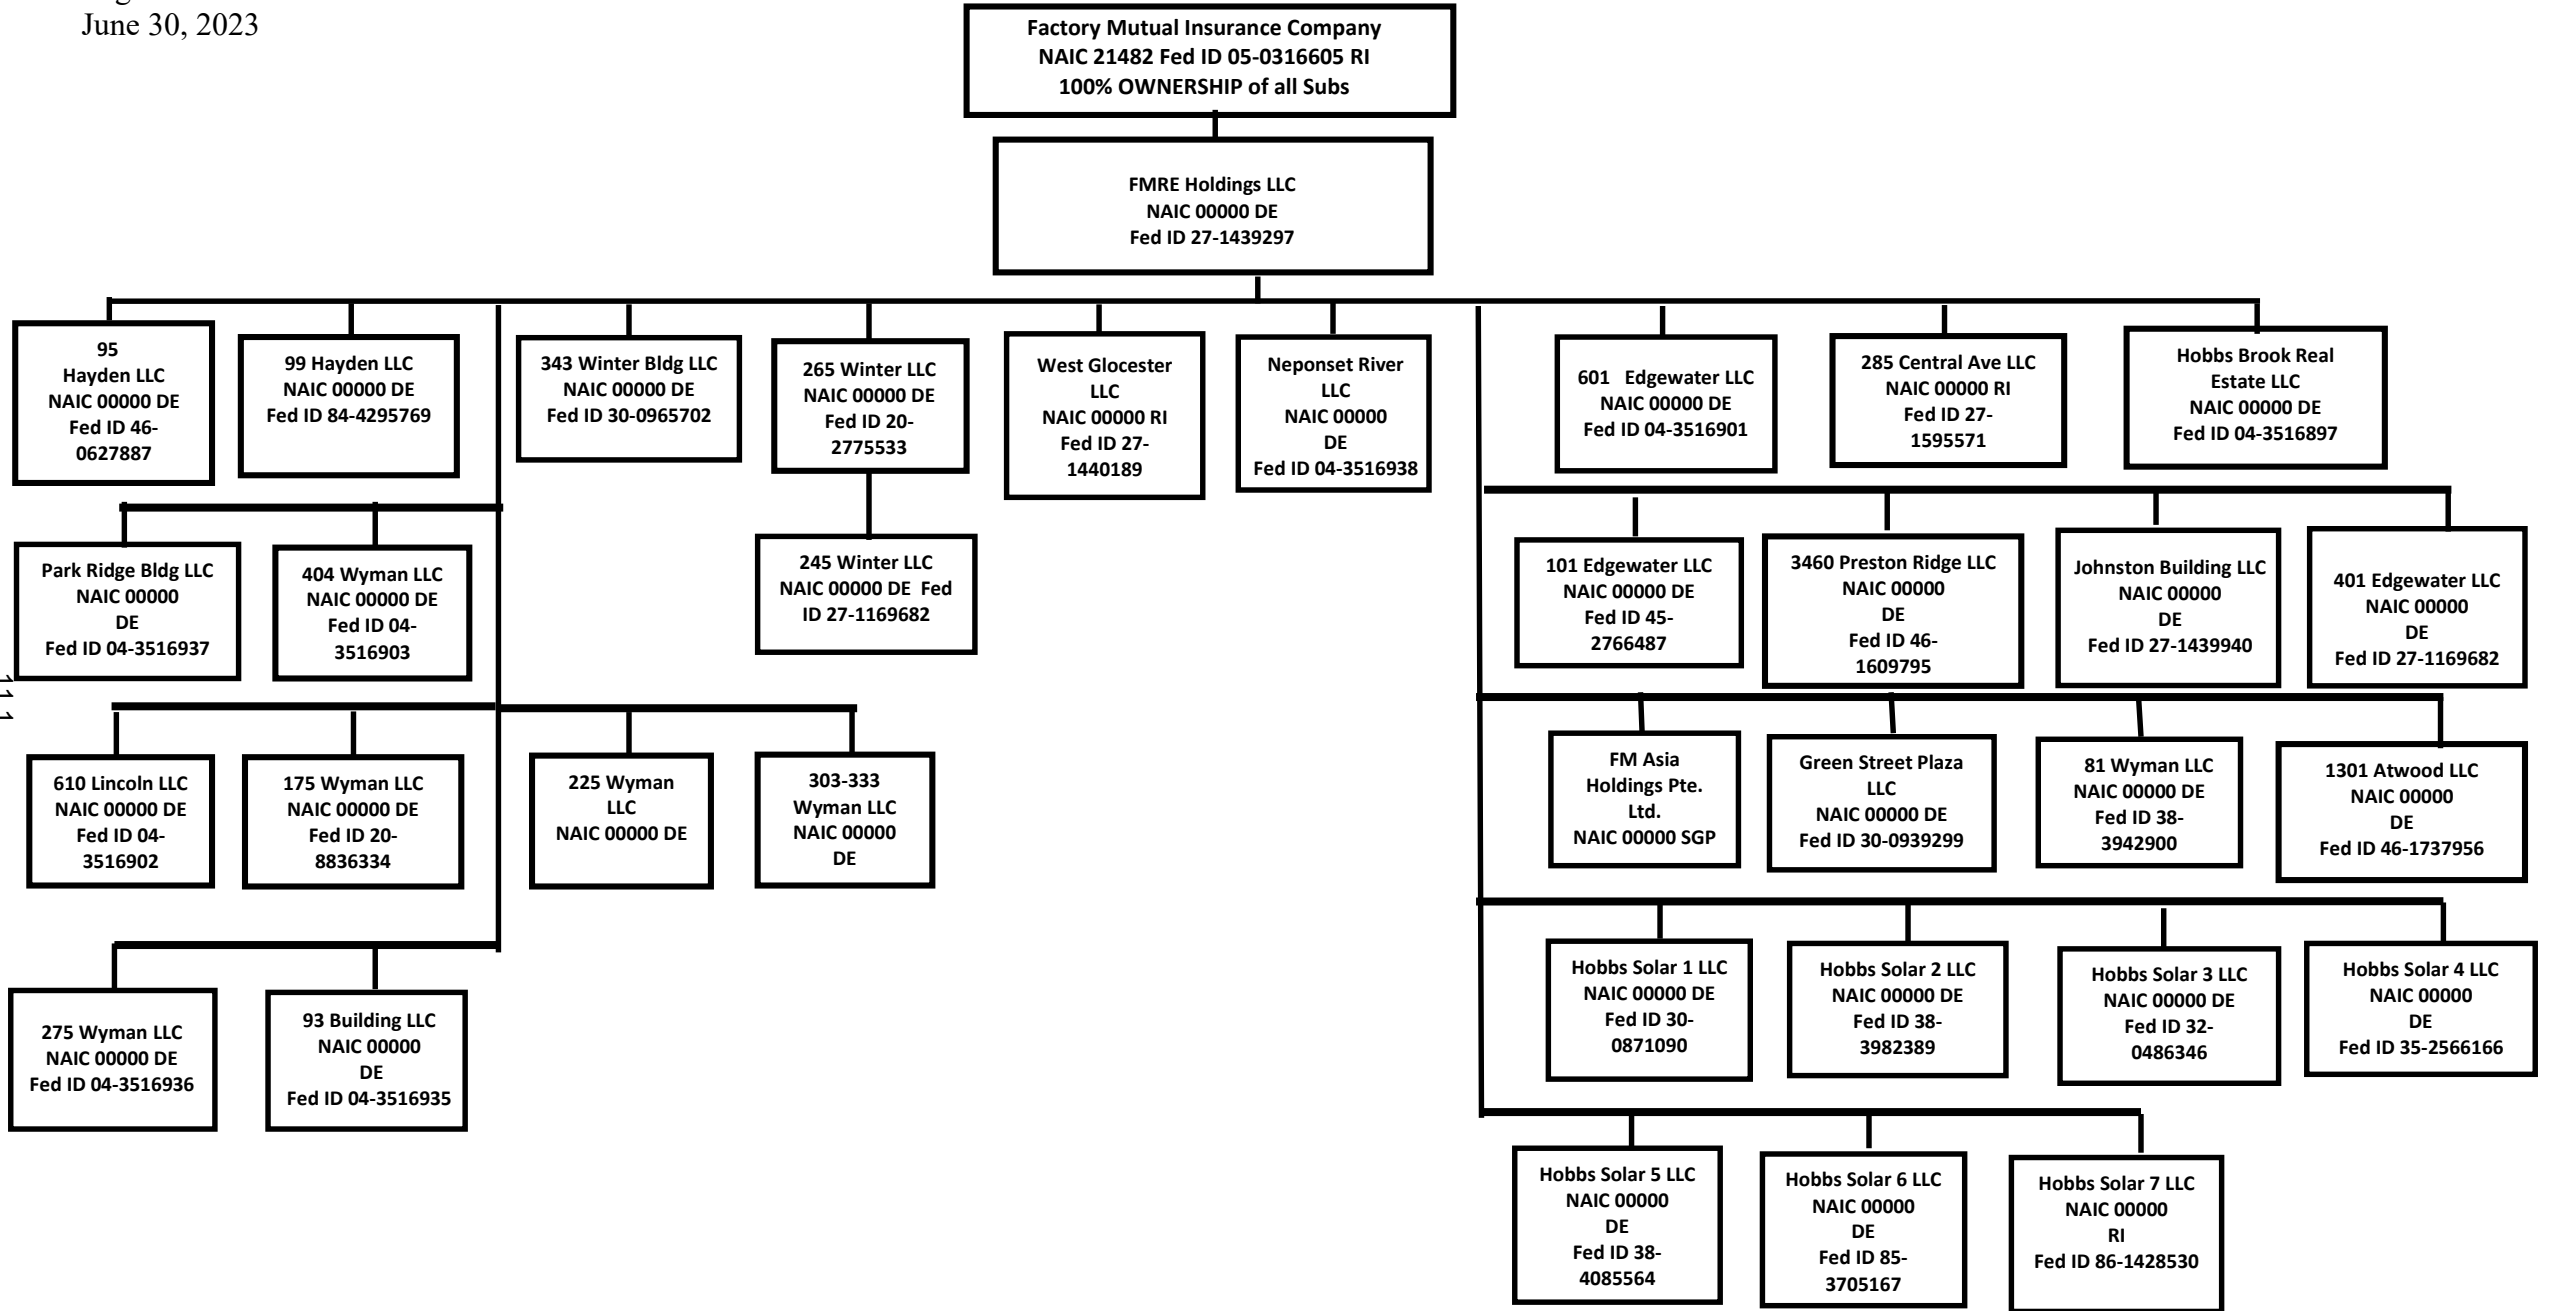 June 30, 2023
Factory Mutual Insurance Company
NAIC 21482 Fed ID 05-0316605 RI
100% OWNERSHIP of all Subs
FMRE Holdings LLC
NAIC 00000 DE
Fed ID 27-1439297
95
Hayden LLC
NAIC 00000 DE
Fed ID 46-
0627887
99 Hayden LLC
NAIC 00000 DE
Fed ID 84-4295769
343 Winter Bldg LLC
NAIC 00000 DE
Fed ID 30-0965702
265 Winter LLC
NAIC 00000 DE
Fed ID 20-
2775533
West Glocester
LLC
NAIC 00000 RI
Fed ID 27-
1440189
Neponset River
LLC
NAIC 00000
DE
Fed ID 04-3516938
601 Edgewater LLC
NAIC 00000 DE
Fed ID 04-3516901
285 Central Ave LLC
NAIC 00000 RI
Fed ID 27-
1595571
Hobbs Brook Real
Estate LLC
NAIC 00000 DE
Fed ID 04-3516897
Park Ridge Bldg LLC
NAIC 00000
DE
Fed ID 04-3516937
404 Wyman LLC
NAIC 00000 DE
Fed ID 04-
3516903
245 Winter LLC
NAIC 00000 DE Fed
ID 27-1169682
101 Edgewater LLC
NAIC 00000 DE
Fed ID 45-
2766487
3460 Preston Ridge LLC
NAIC 00000
DE
Fed ID 46-
1609795
Johnston Building LLC
NAIC 00000
DE
Fed ID 27-1439940
401 Edgewater LLC
NAIC 00000
DE
Fed ID 27-1169682
610 Lincoln LLC
NAIC 00000 DE
Fed ID 04-
3516902
175 Wyman LLC
NAIC 00000 DE
Fed ID 20-
8836334
225 Wyman
LLC
NAIC 00000 DE
303-333
Wyman LLC
NAIC 00000
DE
FM Asia
Holdings Pte.
Ltd.
NAIC 00000 SGP
Green Street Plaza
LLC
NAIC 00000 DE
Fed ID 30-0939299
81 Wyman LLC
NAIC 00000 DE
Fed ID 38-
3942900
1301 Atwood LLC
NAIC 00000
DE
Fed ID 46-1737956
275 Wyman LLC
NAIC 00000 DE
Fed ID 04-3516936
93 Building LLC
NAIC 00000
DE
Fed ID 04-3516935
Hobbs Solar 1 LLC
NAIC 00000 DE
Fed ID 30-
0871090
Hobbs Solar 2 LLC
NAIC 00000 DE
Fed ID 38-
3982389
Hobbs Solar 3 LLC
NAIC 00000 DE
Fed ID 32-
0486346
Hobbs Solar 4 LLC
NAIC 00000
DE
Fed ID 35-2566166
Hobbs Solar 5 LLC
NAIC 00000
DE
Fed ID 38-
4085564
Hobbs Solar 6 LLC
NAIC 00000
DE
Fed ID 85-
3705167
Hobbs Solar 7 LLC
NAIC 00000
RI
Fed ID 86-1428530